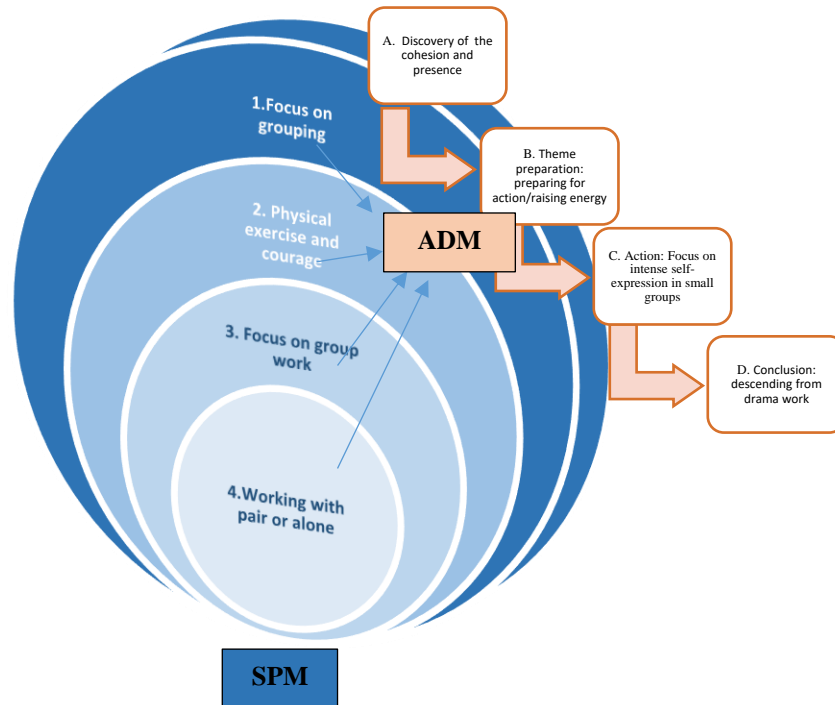 A. Discovery of the
cohesion and
presence
1.Focus on
grouping
B. Theme
preparation:
preparing for
action/raising energy
2. Physical
exercise and
courage
ADM
C. Action: Focus on
intense self-
expression in small
groups
3. Focus on group
work
D. Conclusion:
descending from
drama work
4.Working with
pair or alone
SPM